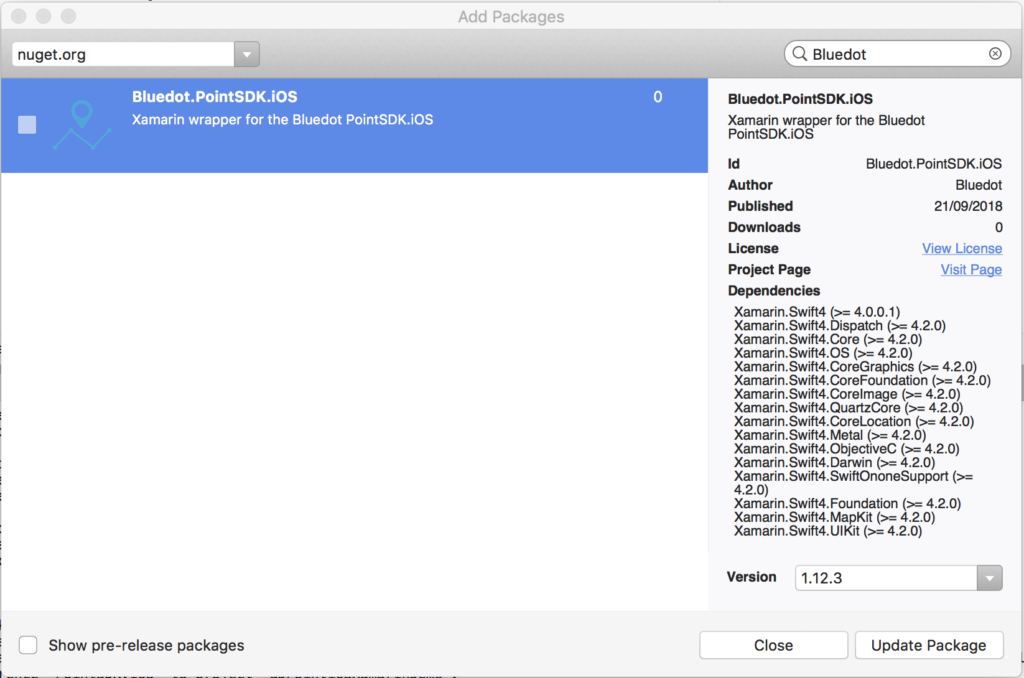 Add Packages
nuget.org
Bluedot
Bluedot.PointSDK.iOS
0
Xamarin wrapper for the Bluedot PointSDK.iOS
Bluedot.PointSDK.iOS
Xamarin wrapper for the Bluedot
PointSDK.iOS
Id Bluedot.PointSDK.iOS
Author Bluedot
Published 21/09/2018
Downloads 0
License View License
Project Page Visit Page
Dependencies
Xamarin.Swift4 (>= 4.0.0.1)
Xamarin.Swift4.Dispatch (>= 4.2.0)
Xamarin.Swift4.Core (>= 4.2.0)
Xamarin.Swift4.OS (>= 4.2.0)
Xamarin.Swift4.CoreGraphics (>= 4.2.0)
Xamarin.Swift4.CoreFoundation (>= 4.2.0)
Xamarin.Swift4.CoreImage (>= 4.2.0)
Xamarin.Swift4.QuartzCore (>= 4.2.0)
Xamarin.Swift4.CoreLocation (>= 4.2.0)
Xamarin.Swift4.Metal (>= 4.2.0)
Xamarin.Swift4.ObjectiveC (>= 4.2.0)
Xamarin.Swift4.Darwin (>= 4.2.0)
Xamarin.Swift4.SwiftOnoneSupport (>=
4.2.0)
Xamarin.Swift4.Foundation (>= 4.2.0)
Xamarin.Swift4.MapKit (>= 4.2.0)
Xamarin.Swift4.UIKit (>= 4.2.0)
Version 1.12.3
Show pre-release packages
Close
Update Package